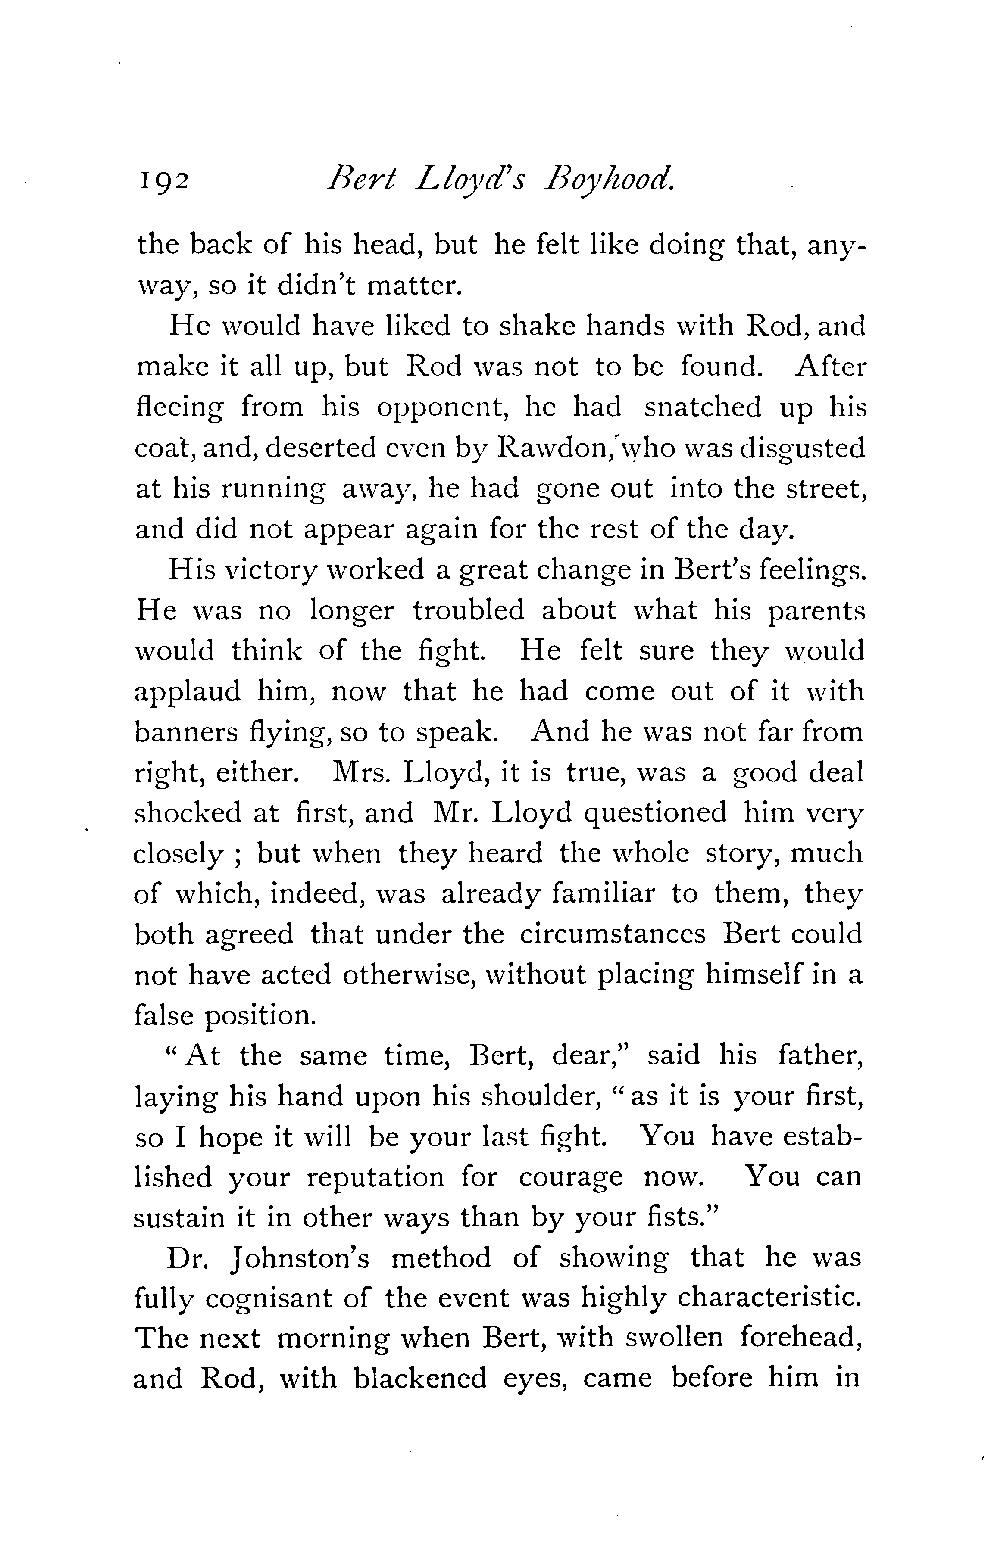 192 Bert Lloyd's Boyhood.
the back of his head, but he felt like doing that, any-
way, so it didn't matter.
He would have liked to shake hands with Rod, and
make it all up, but Rod was not to be found. After
fleeing from his opponent, he had snatched up his
coat, and, deserted even by Rawdon, who was disgusted
at his running away, he had gone out into the street,
and did not appear again for the rest of the day.
His victory worked a great change in Bert's feelings.
He was no longer troubled about what his parents
would think of the fight. He felt sure they would
applaud him, now that he had come out of it with
banners flying, so to speak. And he was not far from
right, either. Mrs. Lloyd, it is true, was a good deal
shocked at first, and Mr. Lloyd questioned him very
closely ; but when they heard the whole story, much
of which, indeed, was already familiar to them, they
both agreed that under the circumstances Bert could
not have acted otherwise, without placing himself in a
false position.
" At the same time, Bert, dear," said his father,
laying his hand upon his shoulder, " as it is your first,
so I hope it will be your last fight. You have estab-
lished your reputation for courage now. You can
sustain it in other ways than by your fists."
Dr. Johnston's method of showing that he was
fully cognisant of the event was highly characteristic.
The next morning when Bert, with swollen forehead,
and Rod, with blackened eyes, came before him in